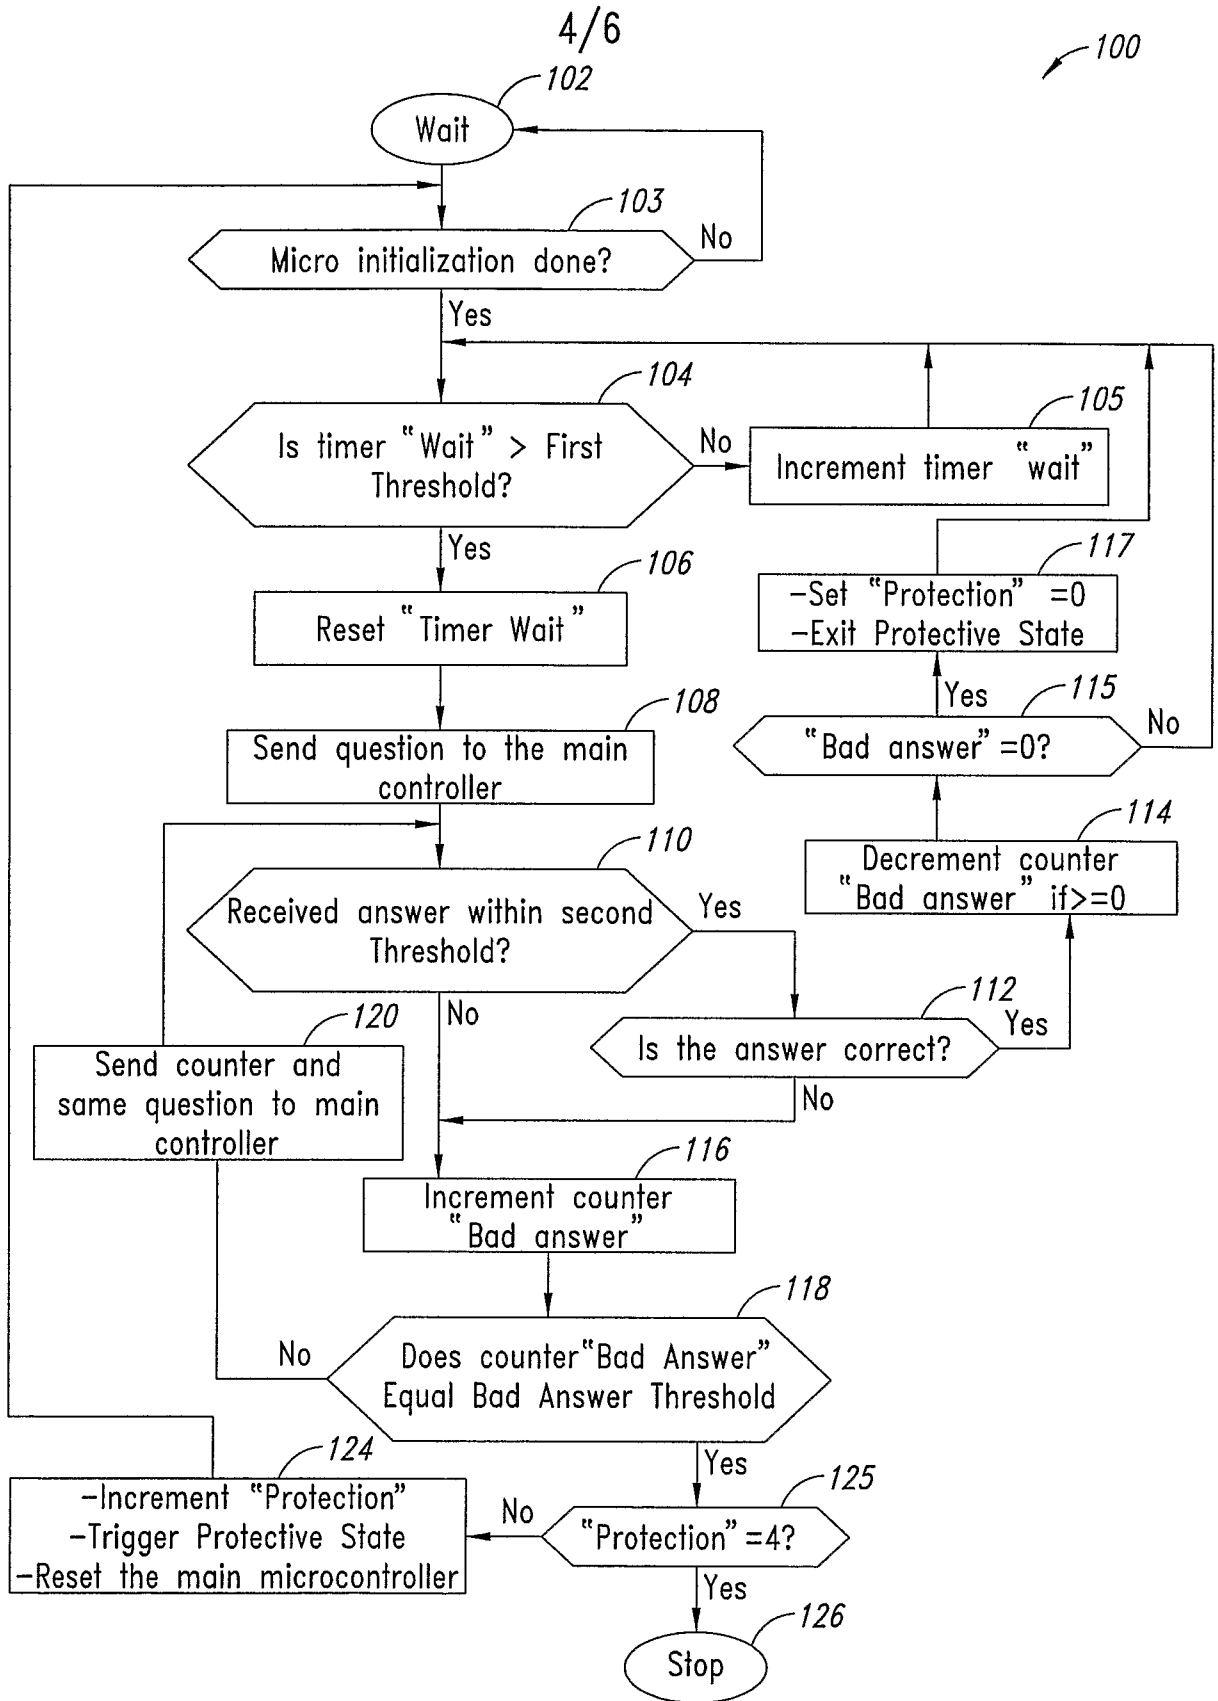 4/6
100
102
Wait
103
No
Micro initialization done?
Yes
104
105
Is timer "Wait" > First
Threshold?
No
Increment timer "wait"
Yes
106
117
Reset "Timer Wait"
-Set "Protection" =0
-Exit Protective State
Yes
115
108
No
Send question to the main
controller
"Bad answer" =0?
114
110
Decrement counter
"Bad answer" if>=0
Received answer within second
Threshold?
Yes
112
No
120
Yes
Is the answer correct?
Send counter and
same question to main
controller
No
116
Increment counter
"Bad answer"
118
No
Does counter "Bad Answer"
Equal Bad Answer Threshold
124
Yes
125
-Increment "Protection"
-Trigger Protective State
-Reset the main microcontroller
No
"Protection" =4?
Yes
126
Stop